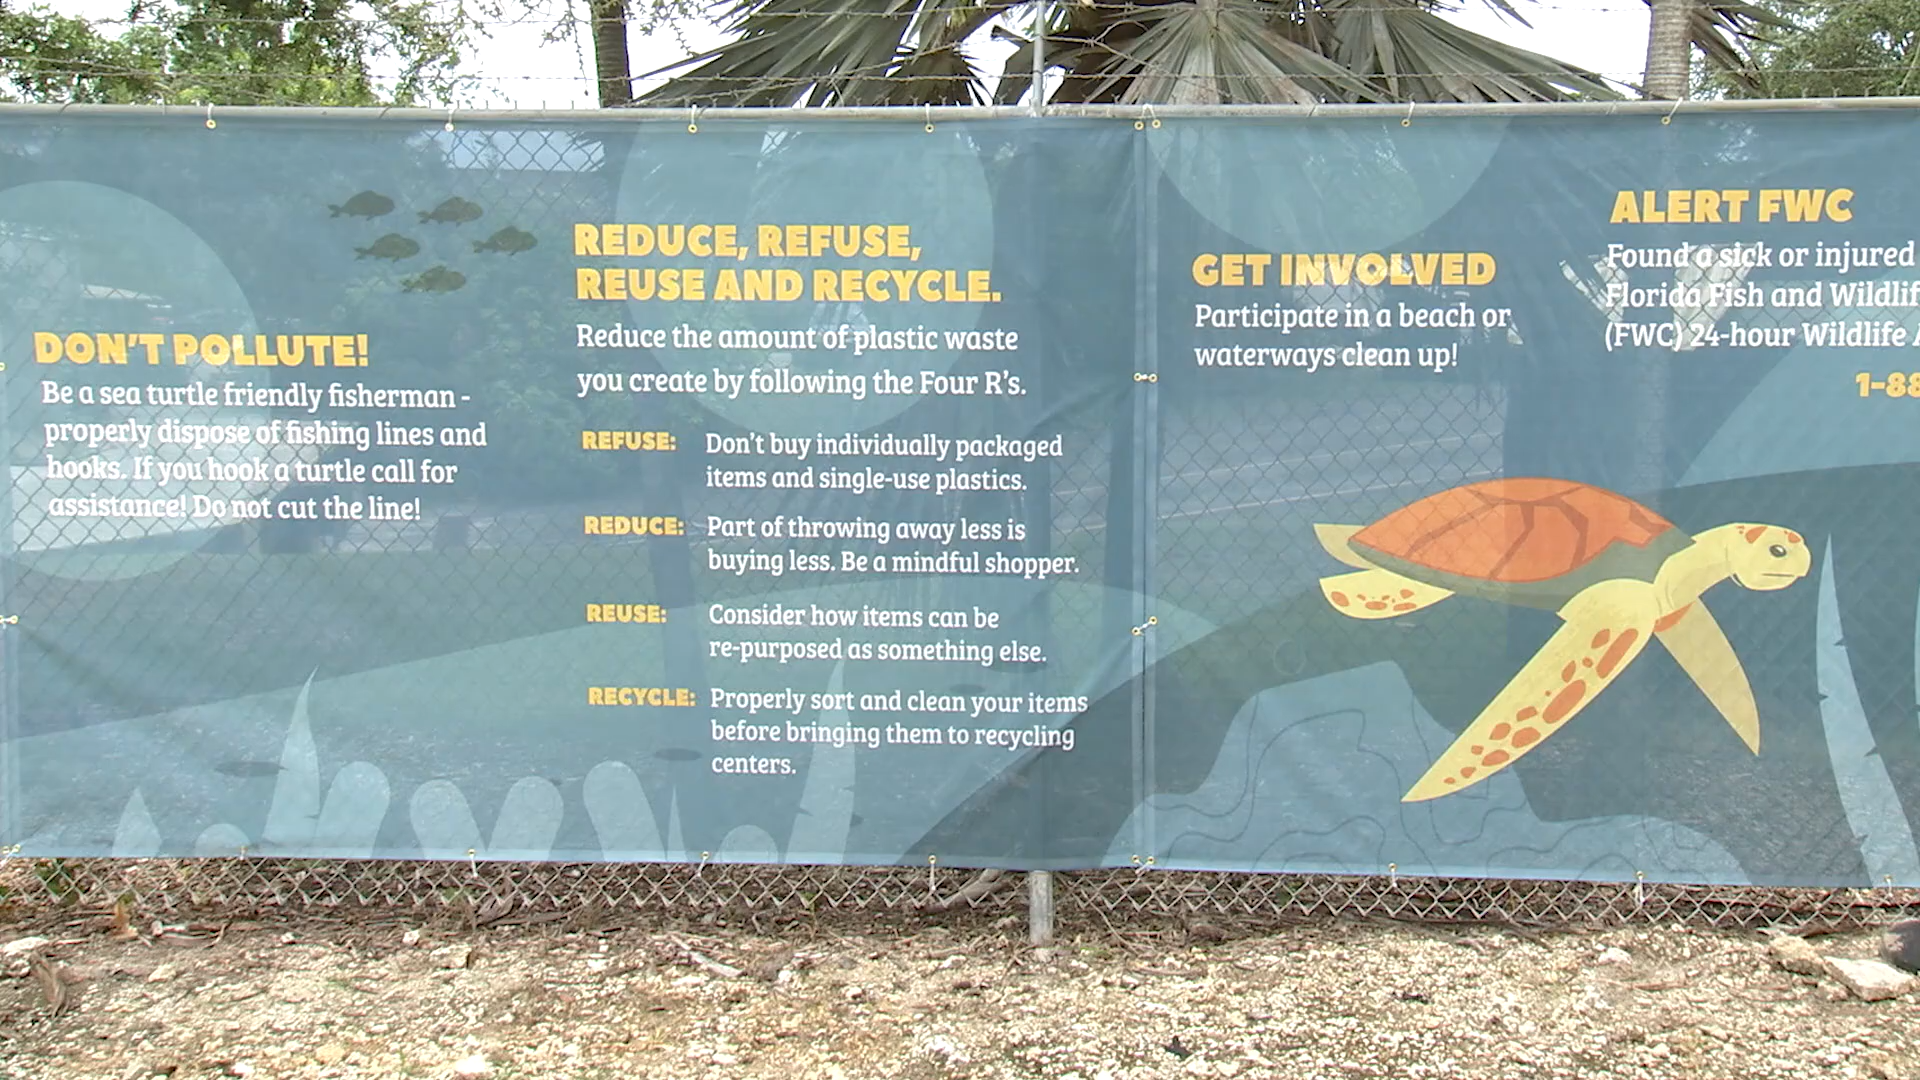 DON'T POLLUTE!
Be a sea turtle friendly fisherman -
properly dispose of fishing lines and
hooks. If you hook a turtle call for
assistance! Do not cut the line!
REDUCE, REFUSE,
REUSE AND RECYCLE.
Reduce the amount of plastic waste
you create by following the Four R's.
REFUSE: Don't buy individually packaged
items and single-use plastics.
REDUCE: Part of throwing away less is
buying less. Be a mindful shopper.
REUSE: Consider how items can be
re-purposed as something else.
RECYCLE: Properly sort and clean your items
before bringing them to recycling
centers.
GET INVOLVED
Participate in a beach or
waterways clean up!
ALERT FWC
Found a sick or injured
Florida Fish and
(FWC) 24-hour Wildlife
1-88